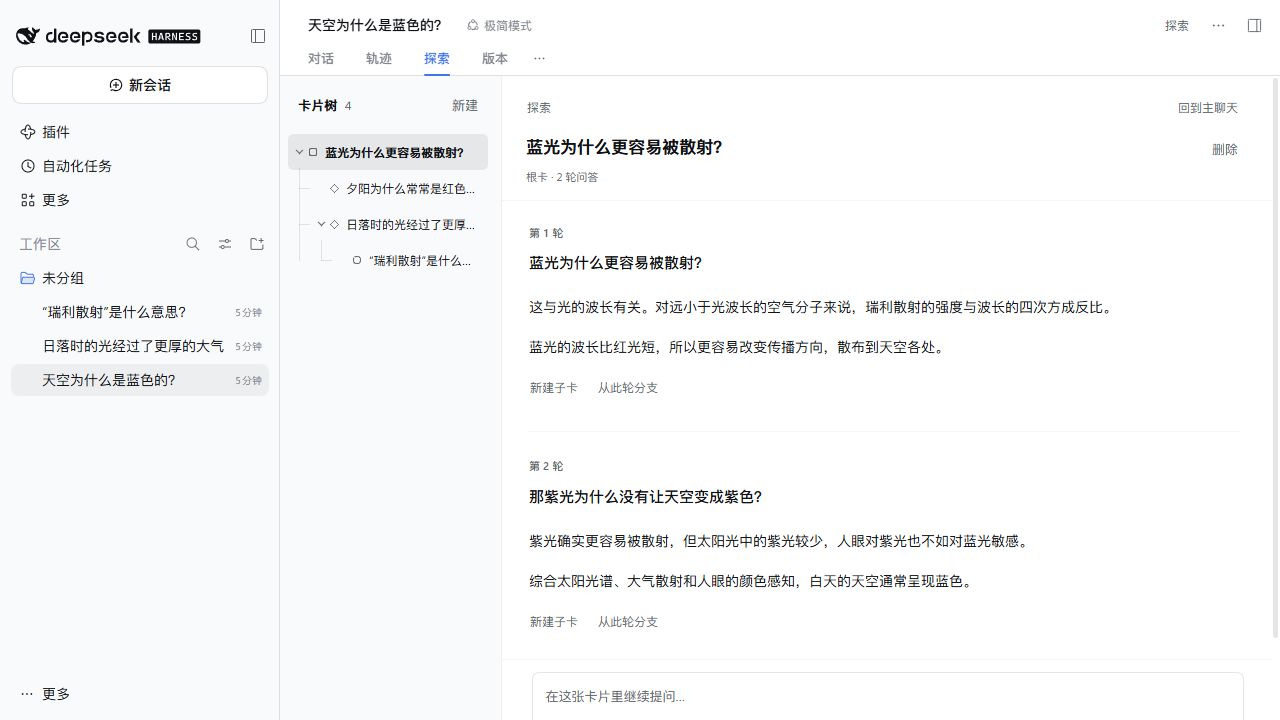 deepseek HARNESS
新会话
插件
自动化任务
更多
工作区
未分组
“瑞利散射”是什么意思? 5分钟
日落时的光经过了更厚的大气 5分钟
天空为什么是蓝色的? 5分钟
··· 更多
天空为什么是蓝色的? 极简模式
探索 ···
对话 轨迹 探索 版本 ···
卡片树 4 新建
蓝光为什么更容易被散射?
夕阳为什么常常是红色...
日落时的光经过了更厚...
“瑞利散射”是什么...
探索 回到主聊天
蓝光为什么更容易被散射? 删除
根卡 · 2 轮问答
第 1 轮
蓝光为什么更容易被散射?
这与光的波长有关。对远小于光波长的空气分子来说，瑞利散射的强度与波长的四次方成反比。
蓝光的波长比红光短，所以更容易改变传播方向，散布到天空各处。
新建子卡 从此轮分支
第 2 轮
那紫光为什么没有让天空变成紫色?
紫光确实更容易被散射，但太阳光中的紫光较少，人眼对紫光也不如对蓝光敏感。
综合太阳光谱、大气散射和人眼的颜色感知，白天的天空通常呈现蓝色。
新建子卡 从此轮分支
在这张卡片里继续提问...